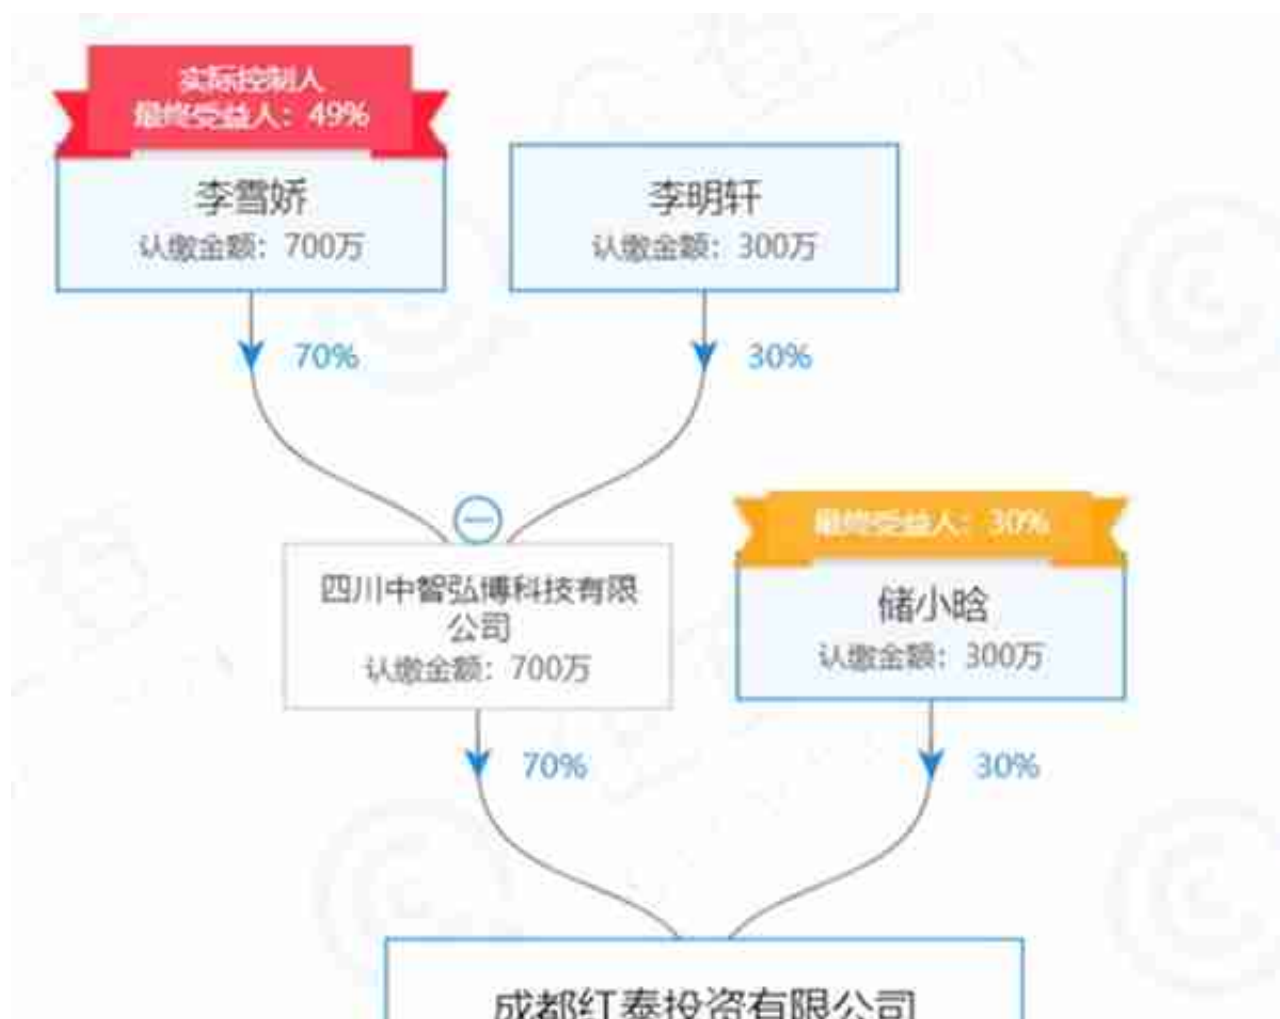 实际控制人
最终受益人：49%
李雪娇
认缴金额：700万
李明轩
认缴金额：300万
70%
30%
四川中智弘博科技有限
公司
认缴金额：700万
最终受益人：30%
储小晗
认缴金额：300万
70%
30%
成都红泰投资有限公司